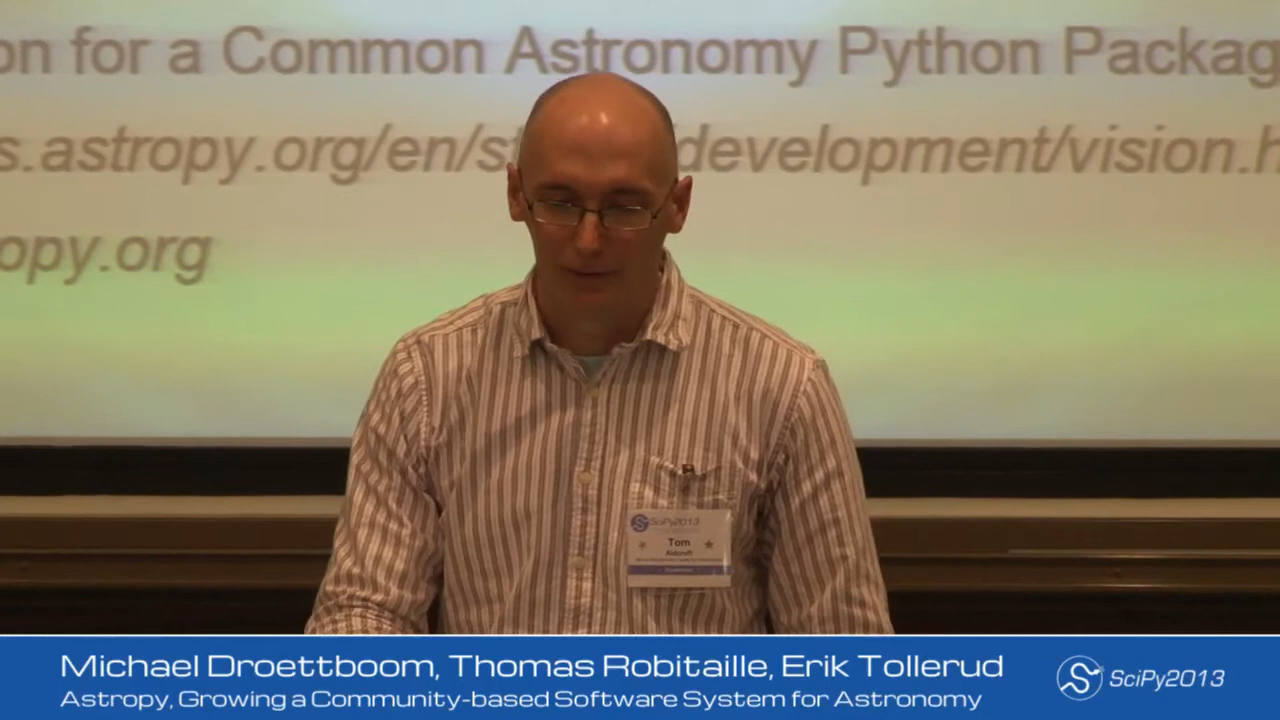 on for a Common Astronomy Python Packag
s.astropy.org/en/st development/vision.h
opy.org
SciPy2013
Tom
Aldcroft
Michael Droettboom, Thomas Robitaille, Erik Tollerud
Astropy, Growing a Community-based Software System for Astronomy
SciPy2013